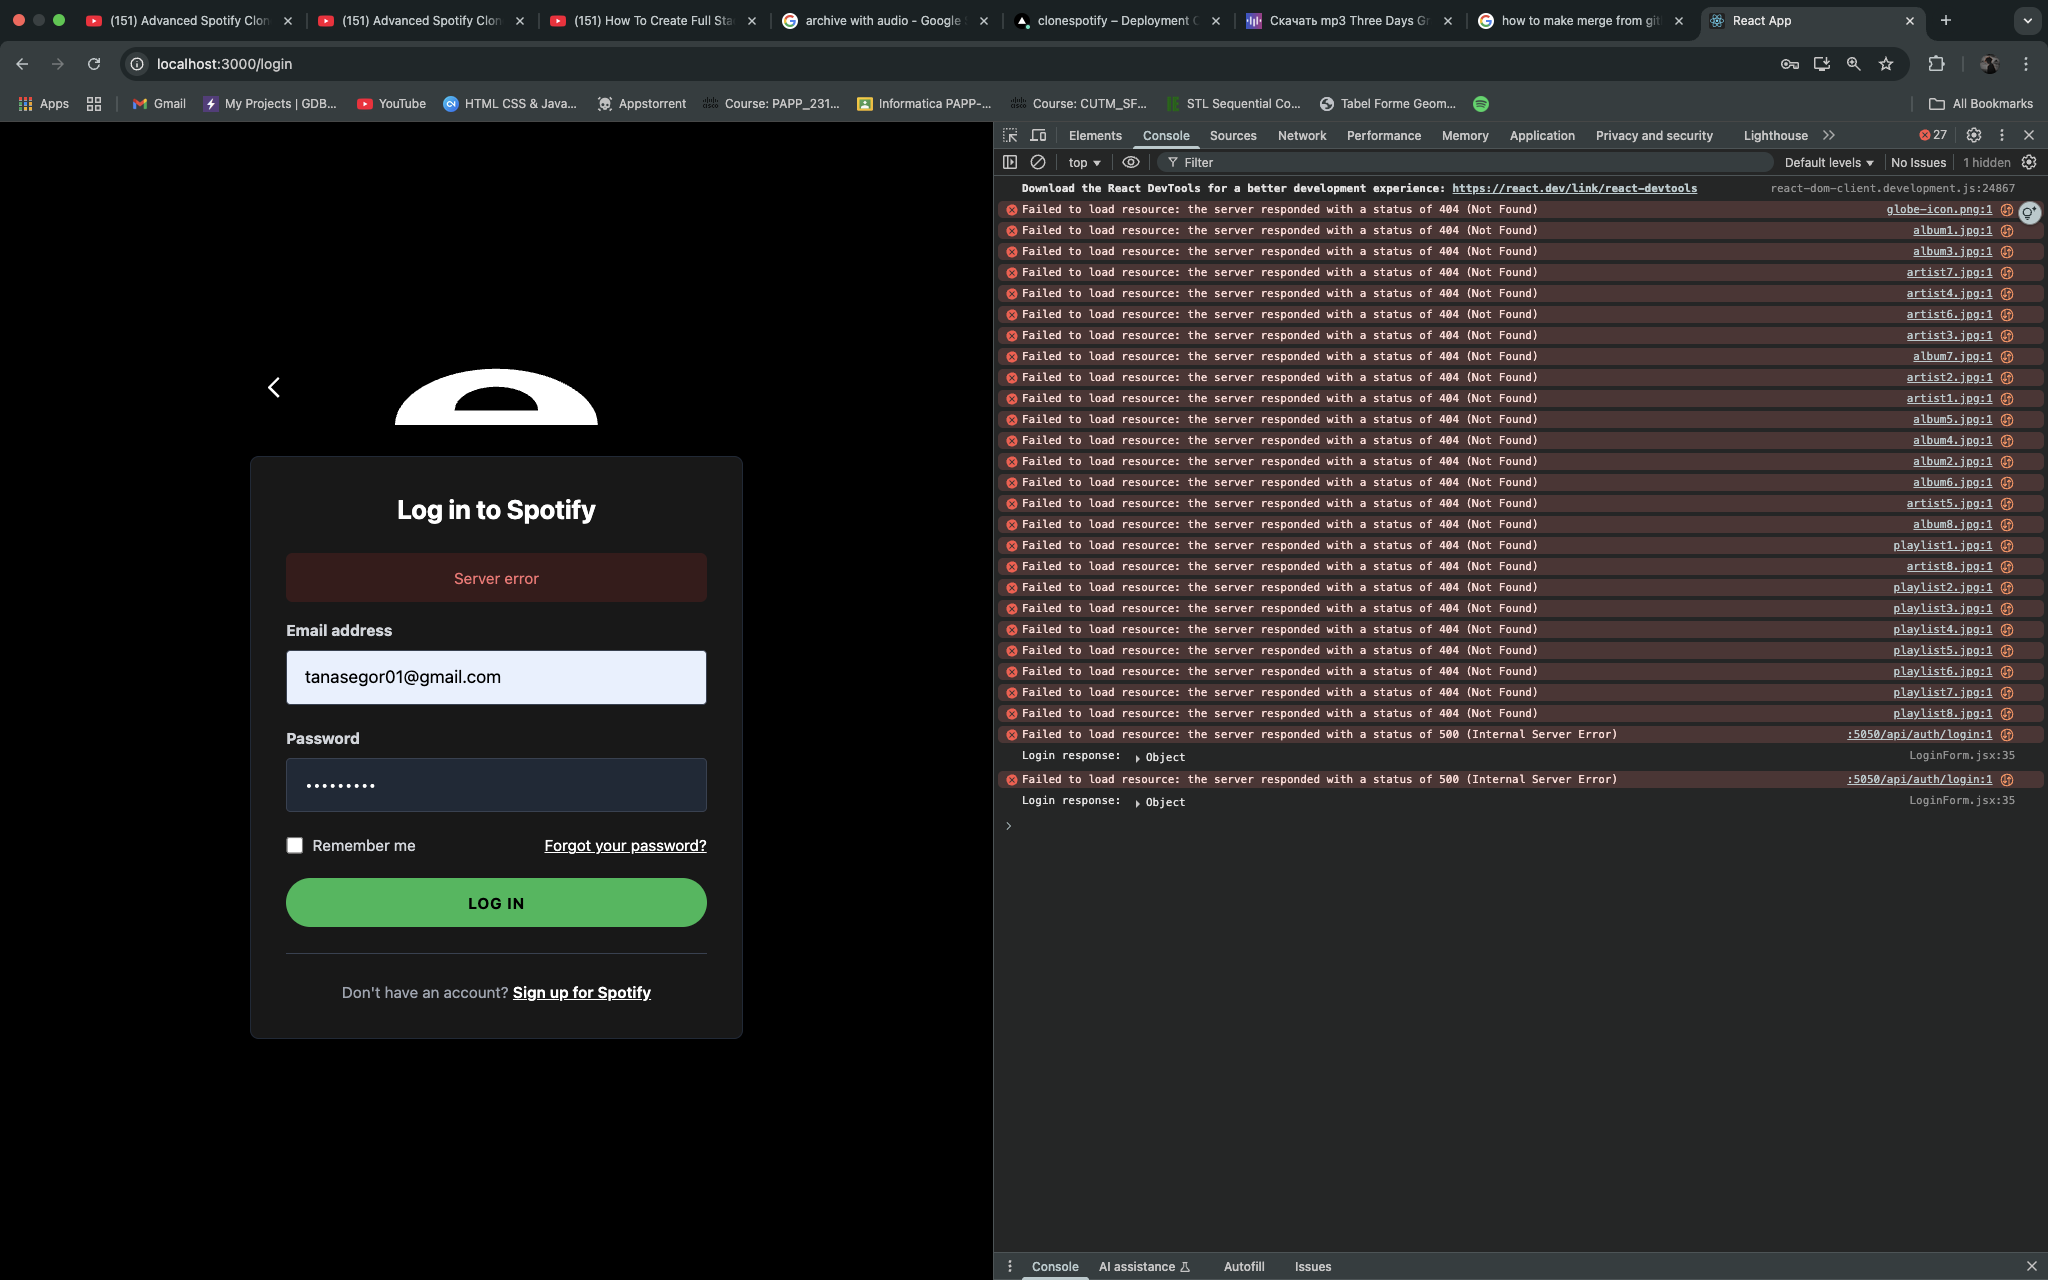 (151) Advanced Spotify Clon
(151) Advanced Spotify Clon
(151) How To Create Full Sta
archive with audio - Google S
clonespotify – Deployment O
Скачать mp3 Three Days Gr
how to make merge from git
React App
localhost:3000/login
Apps
Gmail
My Projects | GDB...
YouTube
HTML CSS & Java...
Appstorrent
Course: PAPP_231...
Informatica PAPP-...
Course: CUTM_SF...
STL Sequential Co...
Tabel Forme Geom...
All Bookmarks
Log in to Spotify
Server error
Email address
tanasegor01@gmail.com
Password
•••••••••
Remember me
Forgot your password?
LOG IN
Don't have an account? Sign up for Spotify
Elements Console Sources Network Performance Memory Application Privacy and security Lighthouse 27
top Filter Default levels No Issues 1 hidden
Download the React DevTools for a better development experience: https://react.dev/link/react-devtools react-dom-client.development.js:24867
Failed to load resource: the server responded with a status of 404 (Not Found) globe-icon.png:1
Failed to load resource: the server responded with a status of 404 (Not Found) album1.jpg:1
Failed to load resource: the server responded with a status of 404 (Not Found) album3.jpg:1
Failed to load resource: the server responded with a status of 404 (Not Found) artist7.jpg:1
Failed to load resource: the server responded with a status of 404 (Not Found) artist4.jpg:1
Failed to load resource: the server responded with a status of 404 (Not Found) artist6.jpg:1
Failed to load resource: the server responded with a status of 404 (Not Found) artist3.jpg:1
Failed to load resource: the server responded with a status of 404 (Not Found) album7.jpg:1
Failed to load resource: the server responded with a status of 404 (Not Found) artist2.jpg:1
Failed to load resource: the server responded with a status of 404 (Not Found) artist1.jpg:1
Failed to load resource: the server responded with a status of 404 (Not Found) album5.jpg:1
Failed to load resource: the server responded with a status of 404 (Not Found) album4.jpg:1
Failed to load resource: the server responded with a status of 404 (Not Found) album2.jpg:1
Failed to load resource: the server responded with a status of 404 (Not Found) album6.jpg:1
Failed to load resource: the server responded with a status of 404 (Not Found) artist5.jpg:1
Failed to load resource: the server responded with a status of 404 (Not Found) album8.jpg:1
Failed to load resource: the server responded with a status of 404 (Not Found) playlist1.jpg:1
Failed to load resource: the server responded with a status of 404 (Not Found) artist8.jpg:1
Failed to load resource: the server responded with a status of 404 (Not Found) playlist2.jpg:1
Failed to load resource: the server responded with a status of 404 (Not Found) playlist3.jpg:1
Failed to load resource: the server responded with a status of 404 (Not Found) playlist4.jpg:1
Failed to load resource: the server responded with a status of 404 (Not Found) playlist5.jpg:1
Failed to load resource: the server responded with a status of 404 (Not Found) playlist6.jpg:1
Failed to load resource: the server responded with a status of 404 (Not Found) playlist7.jpg:1
Failed to load resource: the server responded with a status of 404 (Not Found) playlist8.jpg:1
Failed to load resource: the server responded with a status of 500 (Internal Server Error) :5050/api/auth/login:1
Login response: Object LoginForm.jsx:35
Failed to load resource: the server responded with a status of 500 (Internal Server Error) :5050/api/auth/login:1
Login response: Object LoginForm.jsx:35
Console AI assistance Autofill Issues